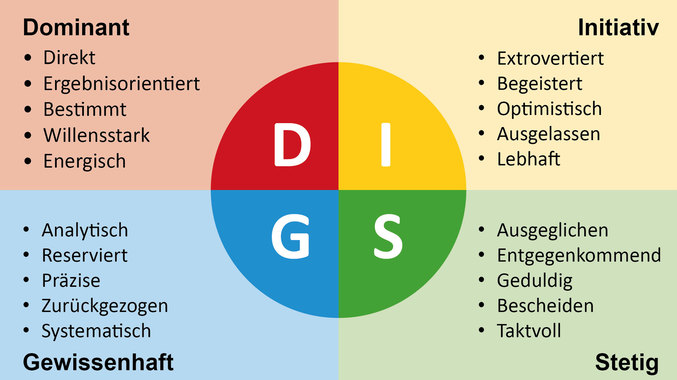 Dominant
• Direkt
• Ergebnisorientiert
• Bestimmt
• Willensstark
• Energisch
Initiativ
• Extrovertiert
• Begeistert
• Optimistisch
• Ausgelassen
• Lebhaft
D
I
G
S
• Analytisch
• Reserviert
• Präzise
• Zurückgezogen
• Systematisch
Gewissenhaft
• Ausgeglichen
• Entgegenkommend
• Geduldig
• Bescheiden
• Taktvoll
Stetig